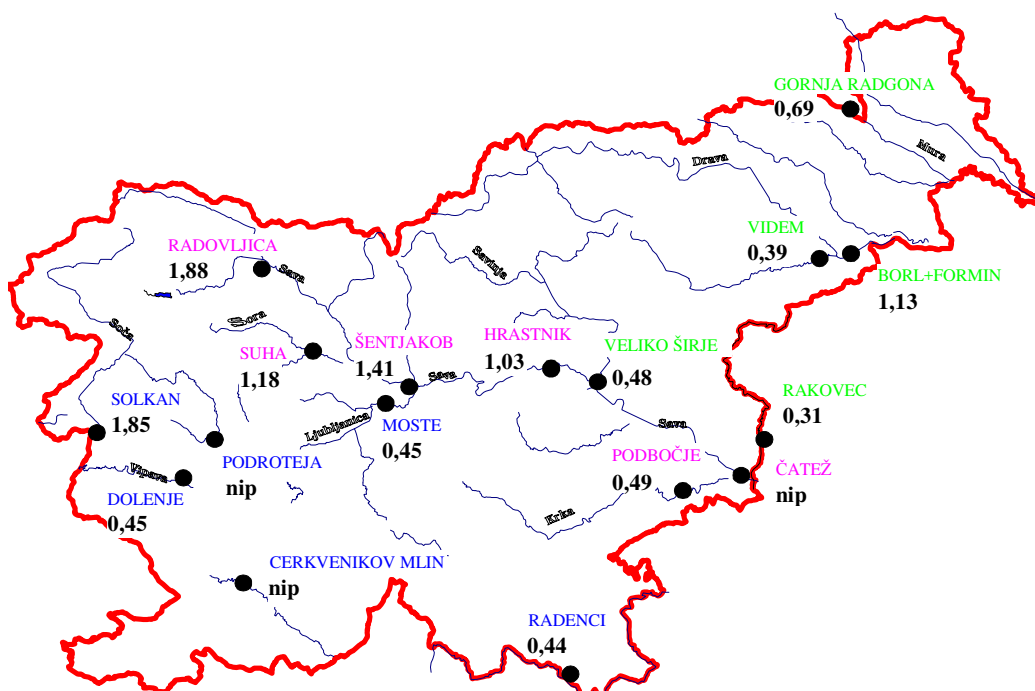 GORNJA RADGONA
0,69
Mura
Drava
VIDEM
0,39
BORL+FORMIN
1,13
RADOVLJICA
1,88
Sava
Savinja
Soča
Sora
SUHA
1,18
ŠENTJAKOB
1,41
Sava
HRASTNIK
1,03
VELIKO ŠIRJE
0,48
RAKOVEC
0,31
SOLKAN
1,85
Ljubljanica
MOSTE
0,45
Sava
PODROTEJA
nip
PODBOČJE
0,49
ČATEŽ
nip
Vipava
DOLENJE
0,45
Krka
CERKVENIKOV MLIN
nip
RADENCI
0,44